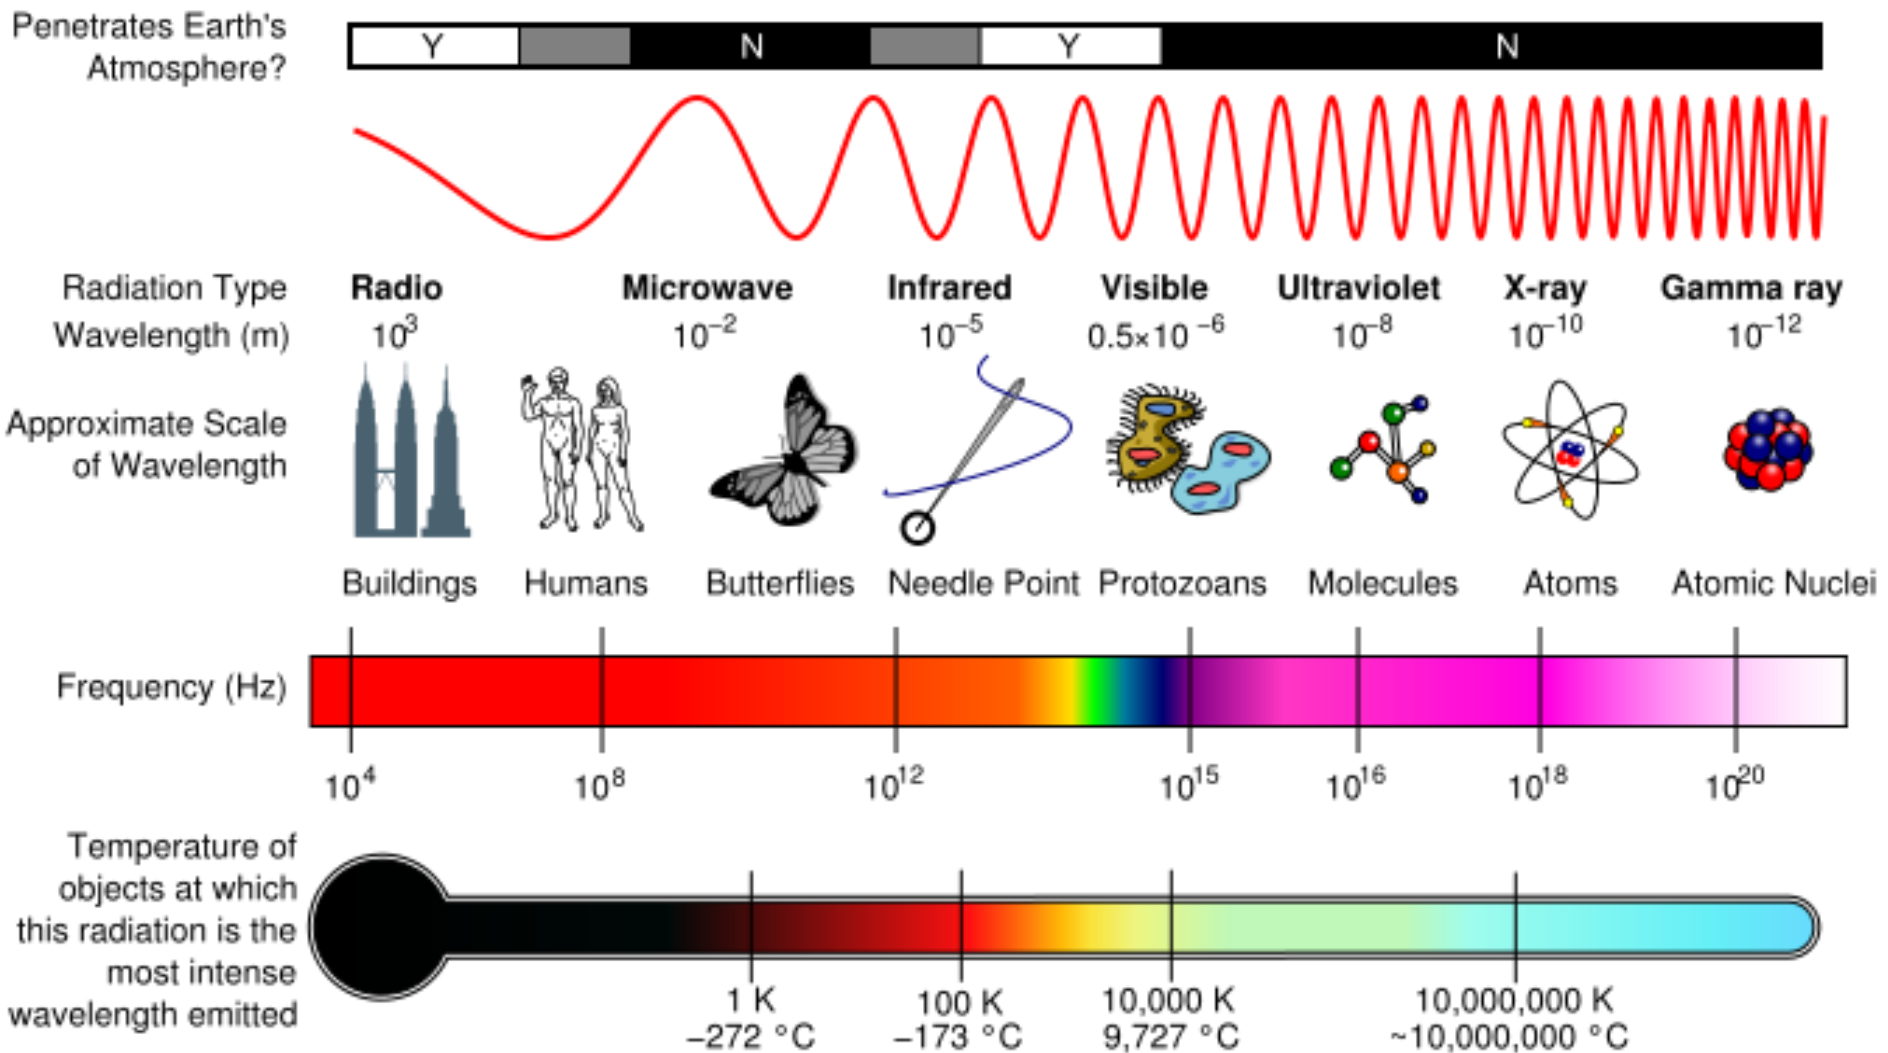 Penetrates Earth's
Atmosphere?
Y N Y N
Radiation Type
Radio Microwave Infrared Visible Ultraviolet X-ray Gamma ray
Wavelength (m)
10³ 10⁻² 10⁻⁵ 0.5×10⁻⁶ 10⁻⁸ 10⁻¹⁰ 10⁻¹²
Approximate Scale
of Wavelength
Buildings Humans Butterflies Needle Point Protozoans Molecules Atoms Atomic Nuclei
Frequency (Hz)
10⁴ 10⁸ 10¹² 10¹⁵ 10¹⁶ 10¹⁸ 10²⁰
Temperature of
objects at which
this radiation is the
most intense
wavelength emitted
1 K 100 K 10,000 K 10,000,000 K
−272 °C −173 °C 9,727 °C ~10,000,000 °C